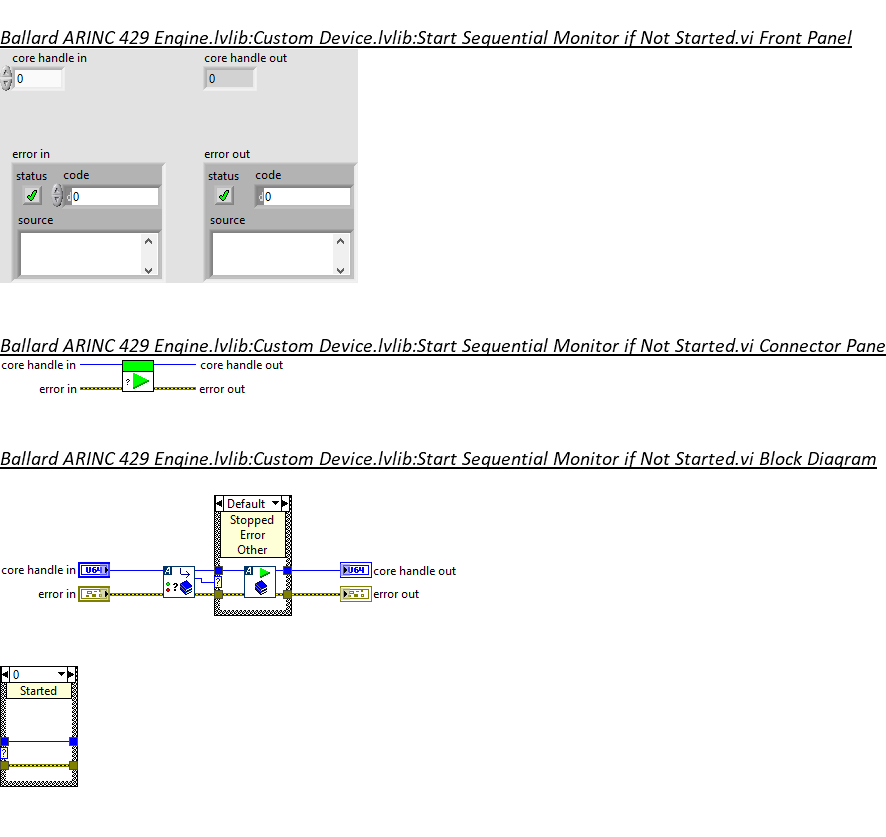 Ballard ARINC 429 Engine.lvlib:Custom Device.lvlib:Start Sequential Monitor if Not Started.vi Front Panel
core handle in core handle out
0 0
error in error out
status code status code
d 0 d 0
source source
Ballard ARINC 429 Engine.lvlib:Custom Device.lvlib:Start Sequential Monitor if Not Started.vi Connector Pane
core handle in core handle out
?
error in error out
Ballard ARINC 429 Engine.lvlib:Custom Device.lvlib:Start Sequential Monitor if Not Started.vi Block Diagram
Default
Stopped
Error
Other
core handle in U64 A A U64 core handle out
? ?
error in error out
0
Started
?